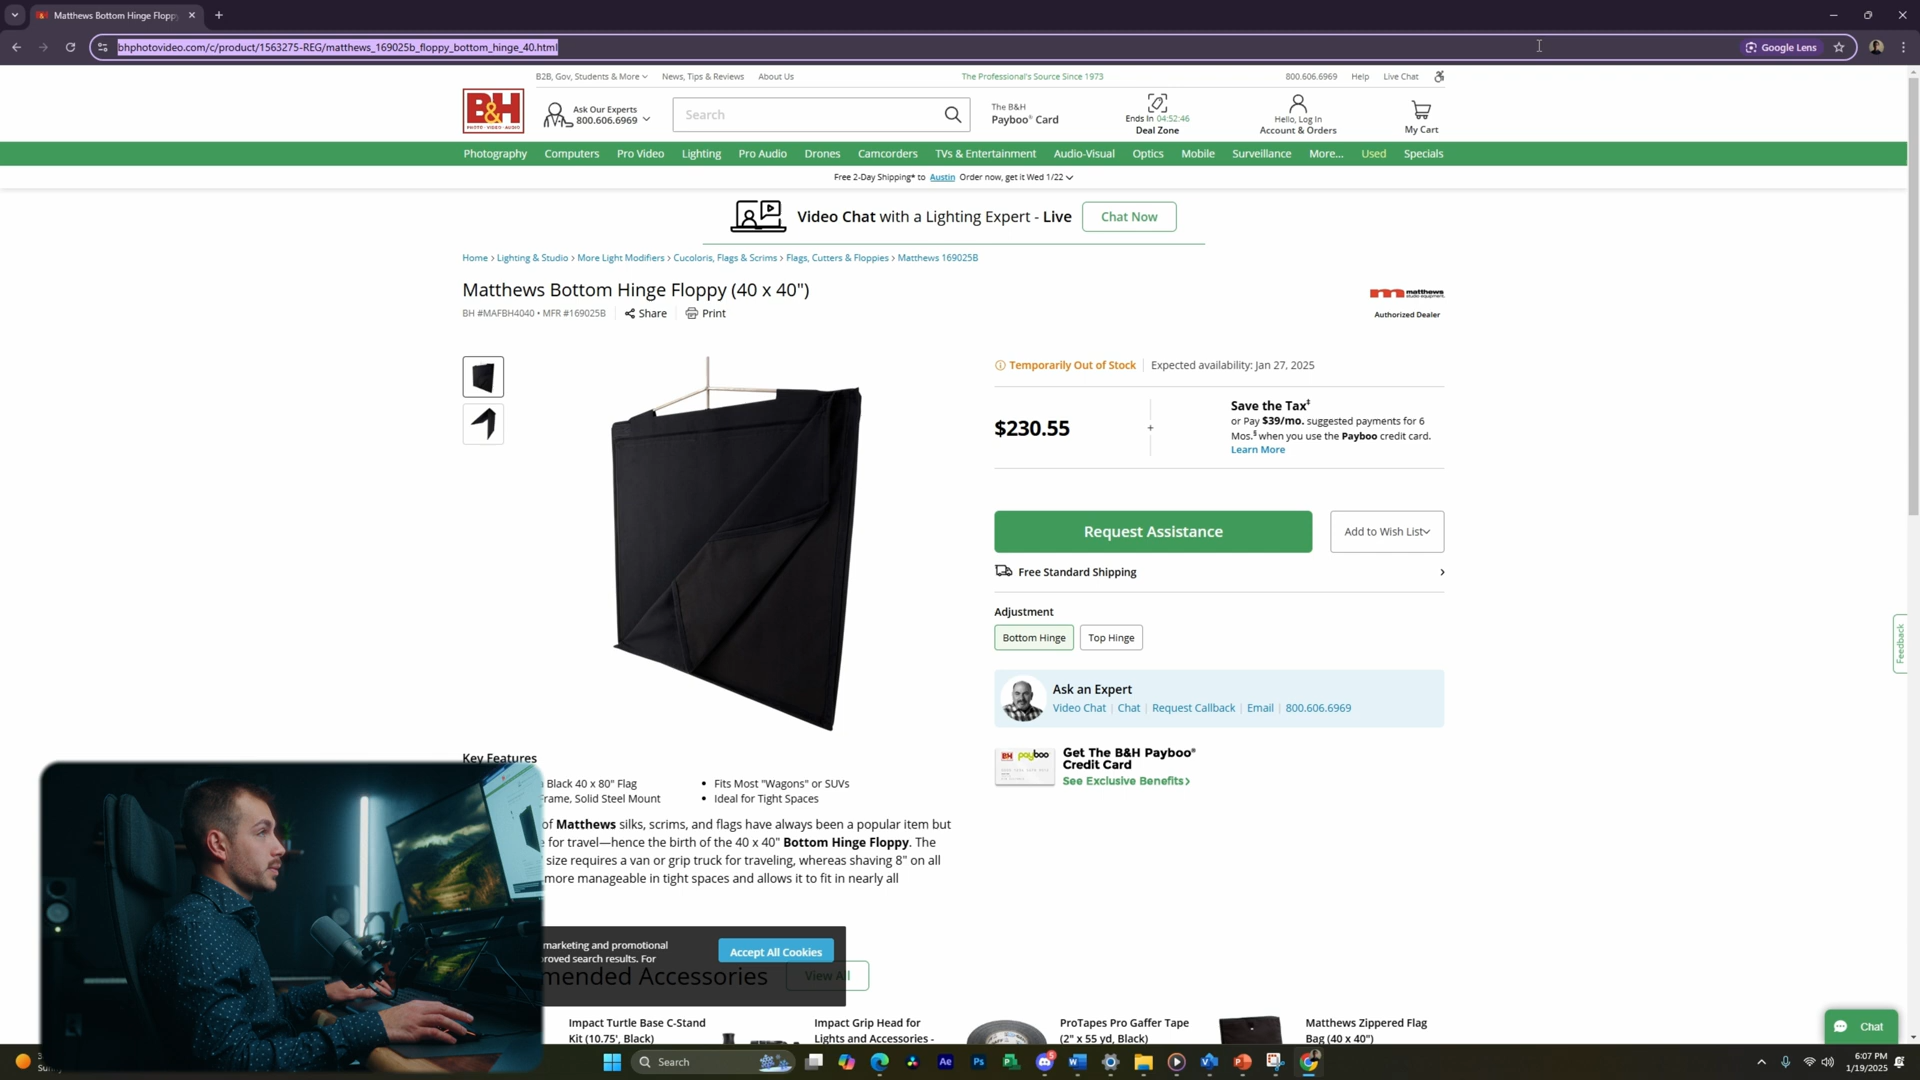 Matthews Bottom Hinge Floppy
bhphotovideo.com/c/product/1563275-REG/matthews_169025b_floppy_bottom_hinge_40.html
Google Lens
B2B, Gov, Students & More
News, Tips & Reviews
About Us
The Professional's Source Since 1973
800.606.6969
Help
Live Chat
B&H
PHOTO · VIDEO · AUDIO
Ask Our Experts
800.606.6969
Search
The B&H
Payboo® Card
Ends In 04:52:46
Deal Zone
Hello, Log In
Account & Orders
My Cart
Photography
Computers
Pro Video
Lighting
Pro Audio
Drones
Camcorders
TVs & Entertainment
Audio-Visual
Optics
Mobile
Surveillance
More...
Used
Specials
Free 2-Day Shipping* to Austin Order now, get it Wed 1/22
Video Chat with a Lighting Expert - Live
Chat Now
Home › Lighting & Studio › More Light Modifiers › Cucoloris, Flags & Scrims › Flags, Cutters & Floppies › Matthews 169025B
Matthews Bottom Hinge Floppy (40 x 40")
BH #MAFBH4040 • MFR #169025B
Share
Print
matthews
studio equipment
Authorized Dealer
Temporarily Out of Stock
Expected availability: Jan 27, 2025
$230.55
+
Save the Tax‡
or Pay $39/mo. suggested payments for 6
Mos.§ when you use the Payboo credit card.
Learn More
Request Assistance
Add to Wish List
Free Standard Shipping
Adjustment
Bottom Hinge
Top Hinge
Ask an Expert
Video Chat | Chat | Request Callback | Email | 800.606.6969
B&H payboo
Get The B&H Payboo®
Credit Card
See Exclusive Benefits
Feedback
Key Features
Black 40 x 80" Flag
Frame, Solid Steel Mount
• Fits Most "Wagons" or SUVs
• Ideal for Tight Spaces
of Matthews silks, scrims, and flags have always been a popular item but
for travel—hence the birth of the 40 x 40" Bottom Hinge Floppy. The
size requires a van or grip truck for traveling, whereas shaving 8" on all
more manageable in tight spaces and allows it to fit in nearly all
marketing and promotional
roved search results. For
Accept All Cookies
mended Accessories
View All
Impact Turtle Base C-Stand
Kit (10.75', Black)
Impact Grip Head for
Lights and Accessories -
ProTapes Pro Gaffer Tape
(2" x 55 yd, Black)
Matthews Zippered Flag
Bag (40 x 40")
Chat
Search
Ae
Ps
6:07 PM
1/19/2025